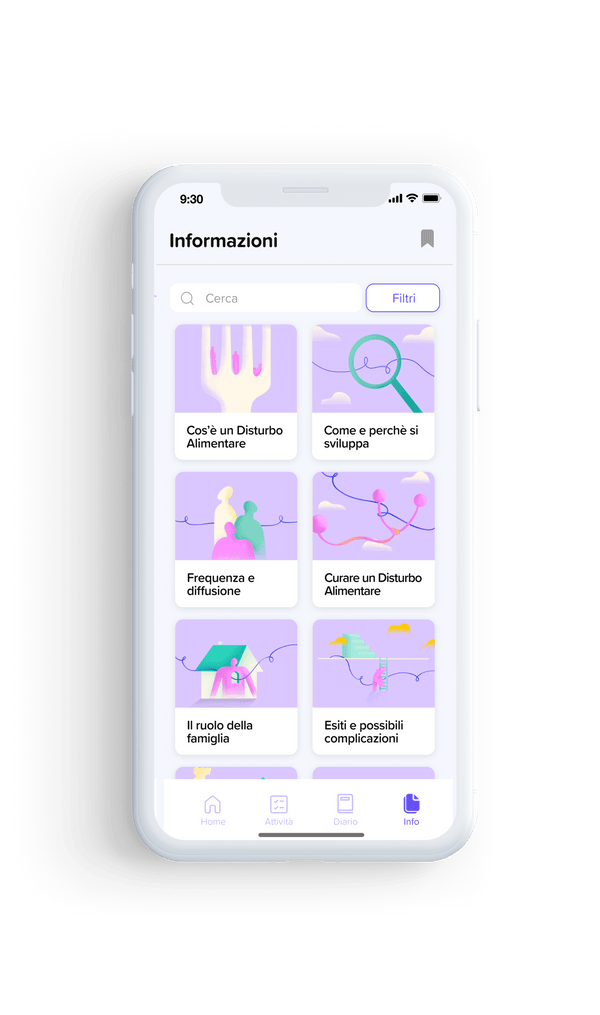 9:30
Informazioni
Cerca
Filtri
Cos'è un Disturbo
Alimentare
Come e perchè si
sviluppa
Frequenza e
diffusione
Curare un Disturbo
Alimentare
Il ruolo della
famiglia
Esiti e possibili
complicazioni
Home
Attività
Diario
Info